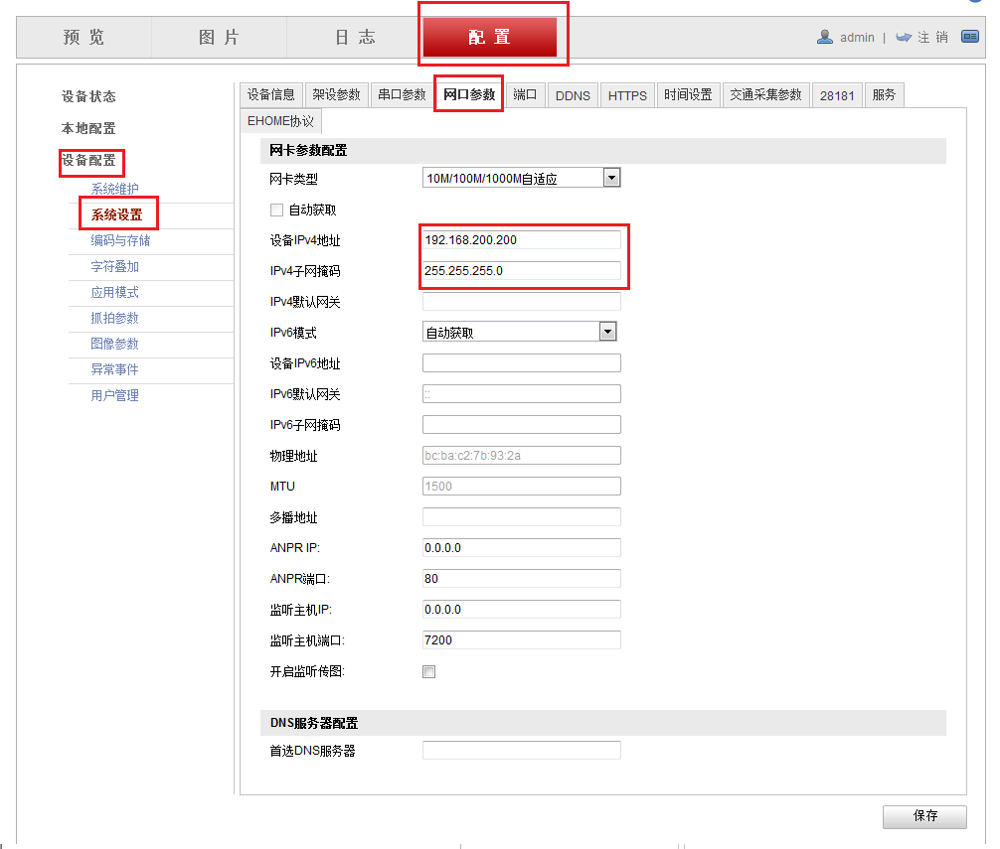 预 览 图 片 日 志 配 置 admin | 注 销
设备状态
本地配置
设备配置
系统维护
系统设置
编码与存储
字符叠加
应用模式
抓拍参数
图像参数
异常事件
用户管理
设备信息 架设参数 串口参数 网口参数 端口 DDNS HTTPS 时间设置 交通采集参数 28181 服务
EHOME协议
网卡参数配置
网卡类型 10M/100M/1000M自适应
自动获取
设备IPv4地址 192.168.200.200
IPv4子网掩码 255.255.255.0
IPv4默认网关
IPv6模式 自动获取
设备IPv6地址
IPv6默认网关 ::
IPv6子网掩码
物理地址 bc:ba:c2:7b:93:2a
MTU 1500
多播地址
ANPR IP: 0.0.0.0
ANPR端口: 80
监听主机IP: 0.0.0.0
监听主机端口: 7200
开启监听传图:
DNS服务器配置
首选DNS服务器
保存